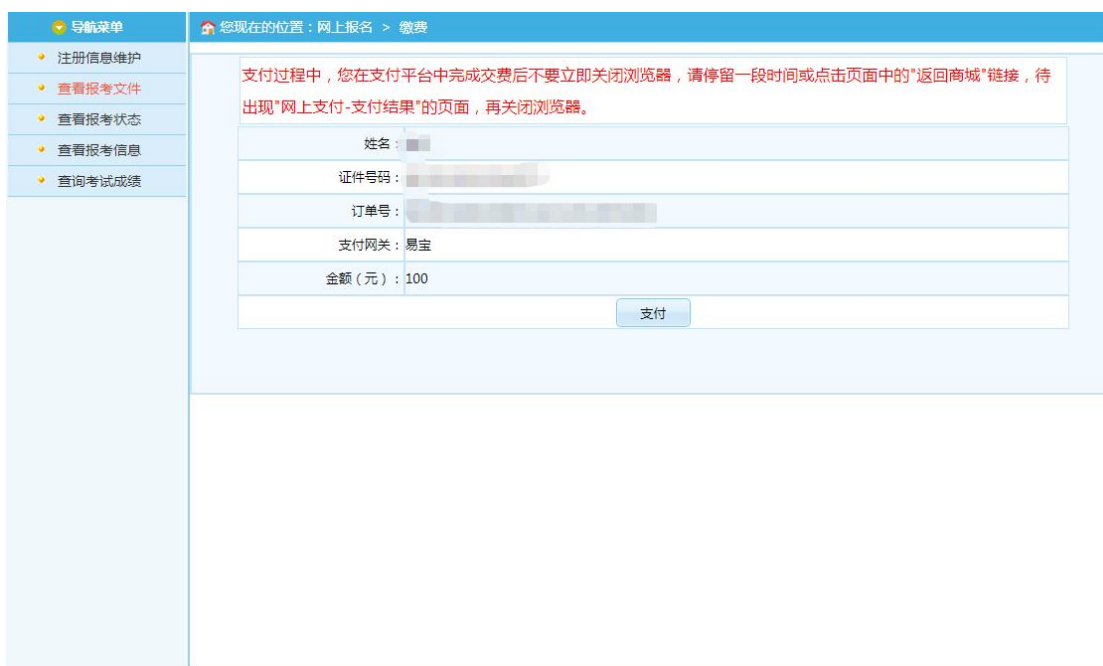 导航菜单
您现在的位置：网上报名 > 缴费
注册信息维护
查看报考文件
查看报考状态
查看报考信息
查询考试成绩
支付过程中，您在支付平台中完成交费后不要立即关闭浏览器，请停留一段时间或点击页面中的"返回商城"链接，待
出现"网上支付-支付结果"的页面，再关闭浏览器。
姓名：
证件号码：
订单号：
支付网关：易宝
金额（元）：100
支付